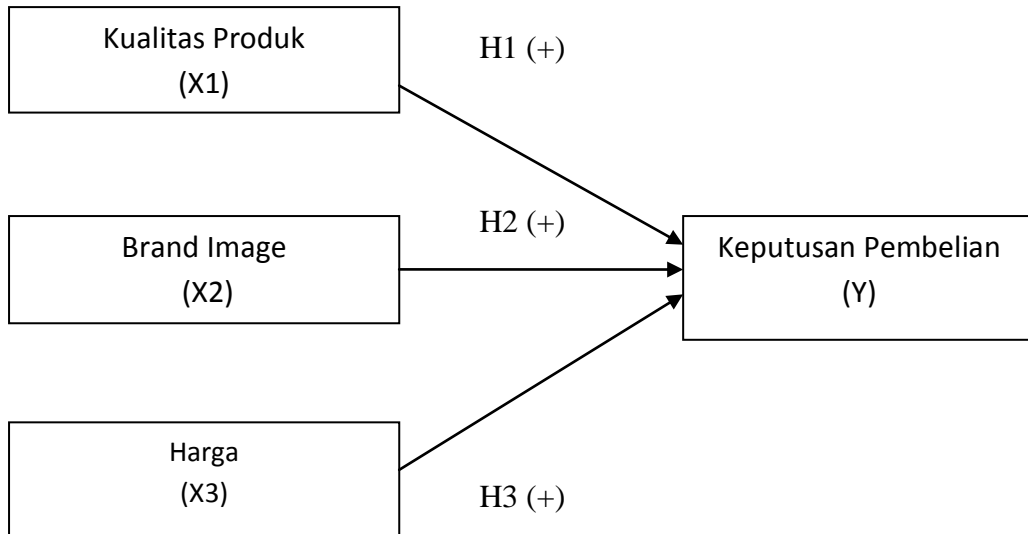 Kualitas Produk
(X1)
H1 (+)
Brand Image
(X2)
H2 (+)
Keputusan Pembelian
(Y)
Harga
(X3)
H3 (+)